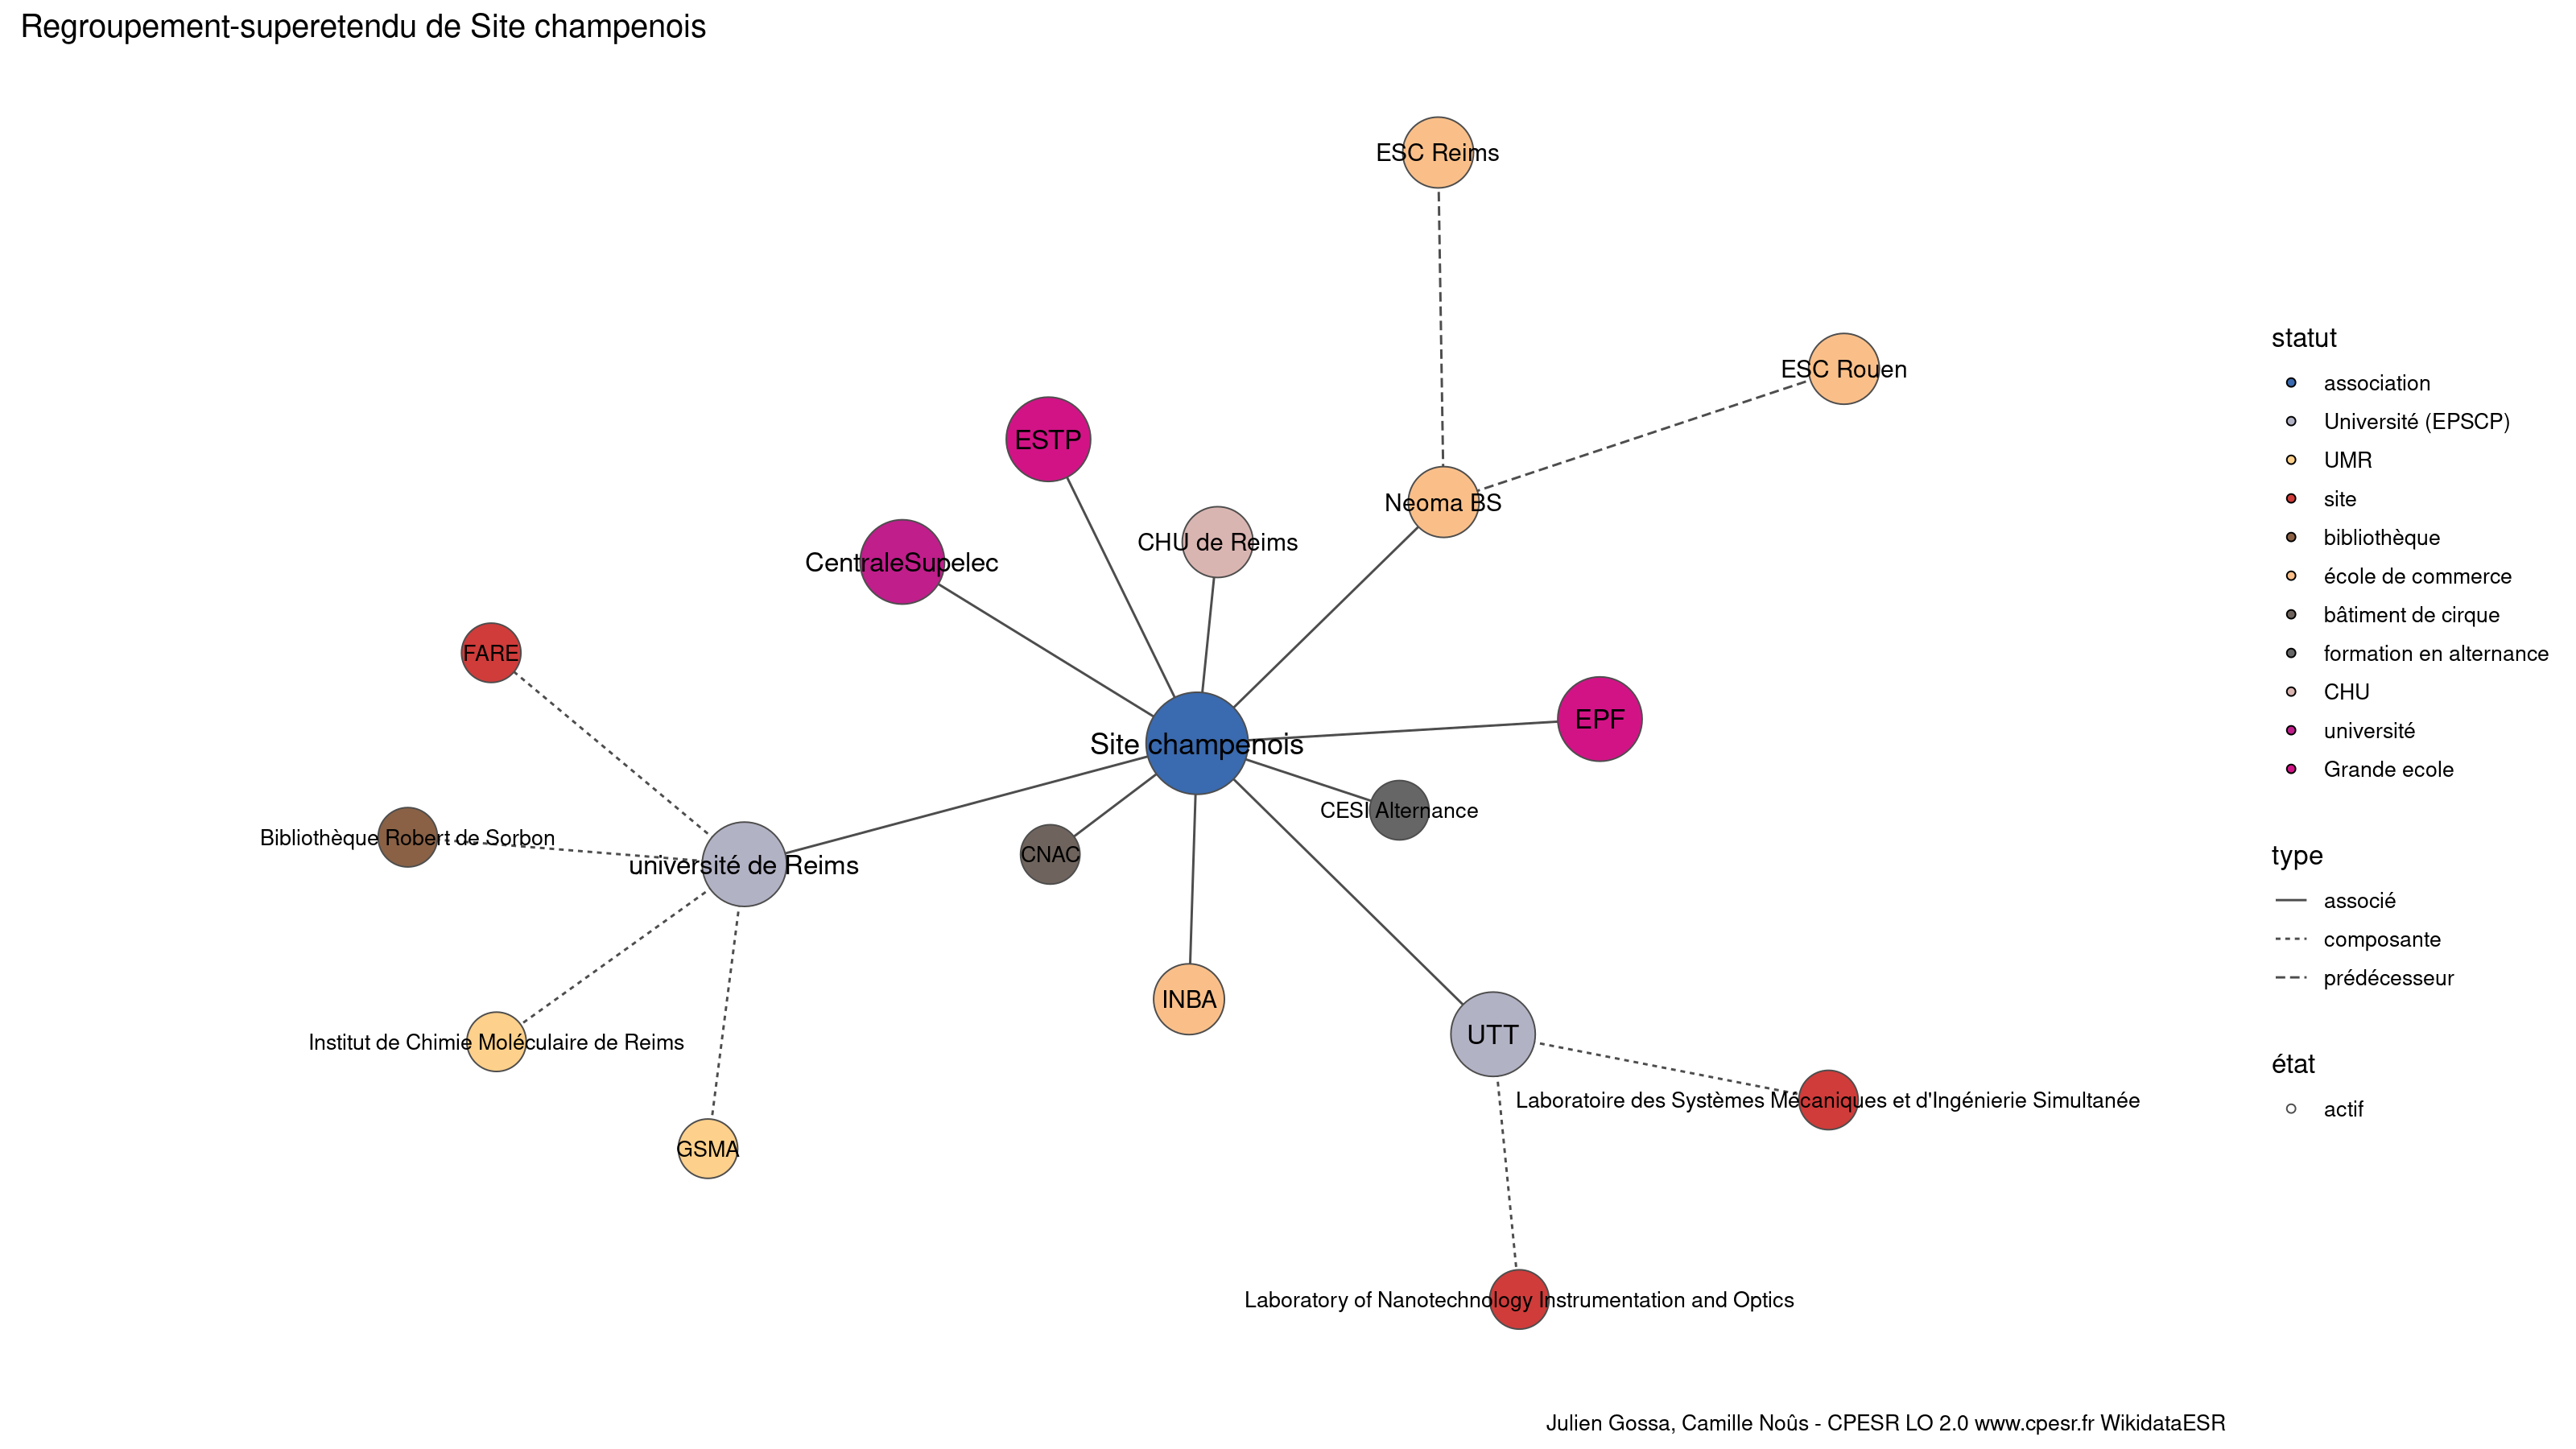 Regroupement-superetendu de Site champenois
ESC Reims
ESC Rouen
ESTP
Neoma BS
CHU de Reims
CentraleSupelec
FARE
EPF
Site champenois
CESI Alternance
Bibliothèque Robert de Sorbon
CNAC
université de Reims
INBA
UTT
Institut de Chimie Moléculaire de Reims
Laboratoire des Systèmes Mécaniques et d'Ingénierie Simultanée
GSMA
Laboratory of Nanotechnology Instrumentation and Optics
statut
association
Université (EPSCP)
UMR
site
bibliothèque
école de commerce
bâtiment de cirque
formation en alternance
CHU
université
Grande ecole
type
associé
composante
prédécesseur
état
actif
Julien Gossa, Camille Noûs - CPESR LO 2.0 www.cpesr.fr WikidataESR